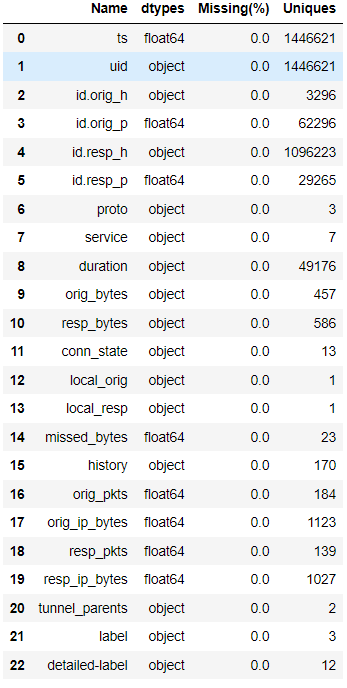 Name dtypes Missing(%) Uniques
0 ts float64 0.0 1446621
1 uid object 0.0 1446621
2 id.orig_h object 0.0 3296
3 id.orig_p float64 0.0 62296
4 id.resp_h object 0.0 1096223
5 id.resp_p float64 0.0 29265
6 proto object 0.0 3
7 service object 0.0 7
8 duration object 0.0 49176
9 orig_bytes object 0.0 457
10 resp_bytes object 0.0 586
11 conn_state object 0.0 13
12 local_orig object 0.0 1
13 local_resp object 0.0 1
14 missed_bytes float64 0.0 23
15 history object 0.0 170
16 orig_pkts float64 0.0 184
17 orig_ip_bytes float64 0.0 1123
18 resp_pkts float64 0.0 139
19 resp_ip_bytes float64 0.0 1027
20 tunnel_parents object 0.0 2
21 label object 0.0 3
22 detailed-label object 0.0 12